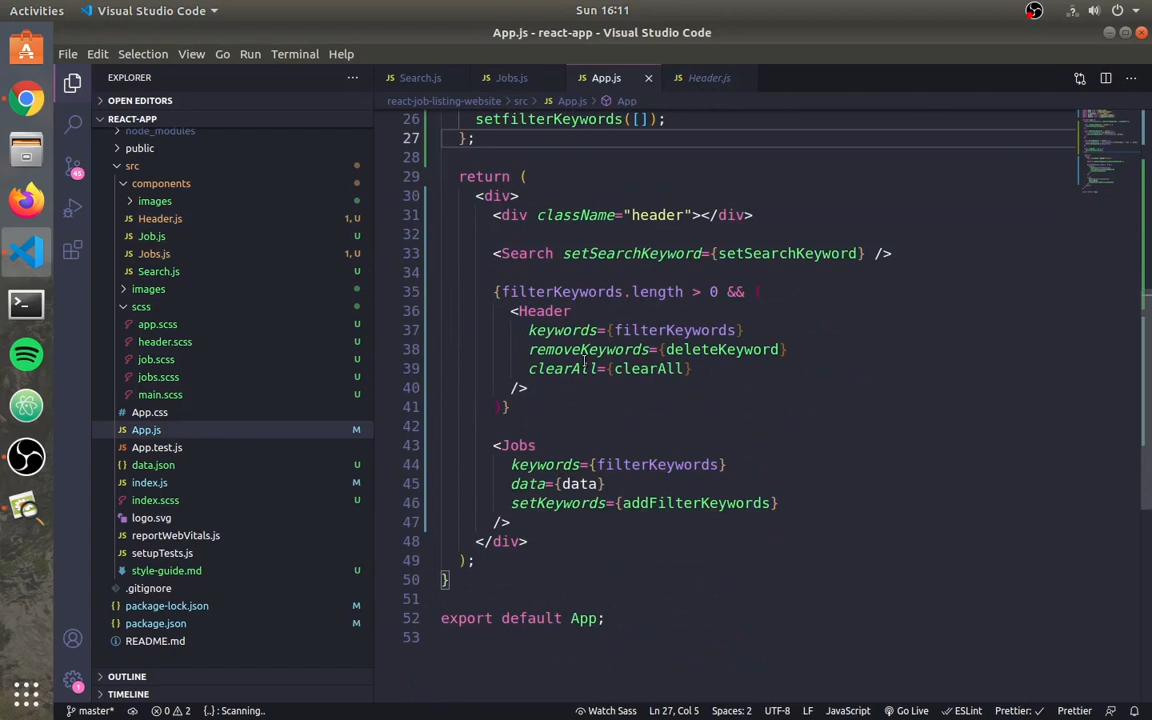 Activities Visual Studio Code Sun 16:11
App.js - react-app - Visual Studio Code
File Edit Selection View Go Run Terminal Help
EXPLORER
OPEN EDITORS
REACT-APP
node_modules
public
src
components
images
Header.js 1, U
Job.js U
Jobs.js 1, U
Search.js U
images
scss
app.scss U
header.scss U
job.scss U
jobs.scss U
main.scss U
App.css
App.js M
App.test.js
data.json U
index.js M
index.scss U
logo.svg
reportWebVitals.js
setupTests.js
style-guide.md U
.gitignore
package-lock.json M
package.json M
README.md
OUTLINE
TIMELINE
45
1
Search.js Jobs.js App.js Header.js
react-job-listing-website > src > App.js > App
26 setfilterKeywords([]);
27 };
28
29 return (
30 <div>
31 <div className="header"></div>
32
33 <Search setSearchKeyword={setSearchKeyword} />
34
35 {filterKeywords.length > 0 && (
36 <Header
37 keywords={filterKeywords}
38 removeKeywords={deleteKeyword}
39 clearAll={clearAll}
40 />
41 )}
42
43 <Jobs
44 keywords={filterKeywords}
45 data={data}
46 setKeywords={addFilterKeywords}
47 />
48 </div>
49 );
50 }
51
52 export default App;
53
master* 0 2 {..}: Scanning.. Watch Sass Ln 27, Col 5 Spaces: 2 UTF-8 LF JavaScript Go Live ESLint Prettier: Prettier